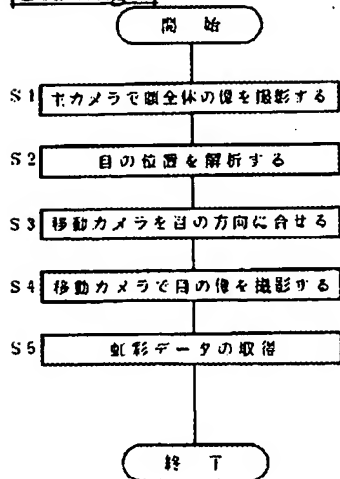 開始
S1 主カメラで顔全体の像を撮影する
S2 目の位置を解析する
S3 移動カメラを目の方向に合せる
S4 移動カメラで目の像を撮影する
S5 虹彩データの取得
終了